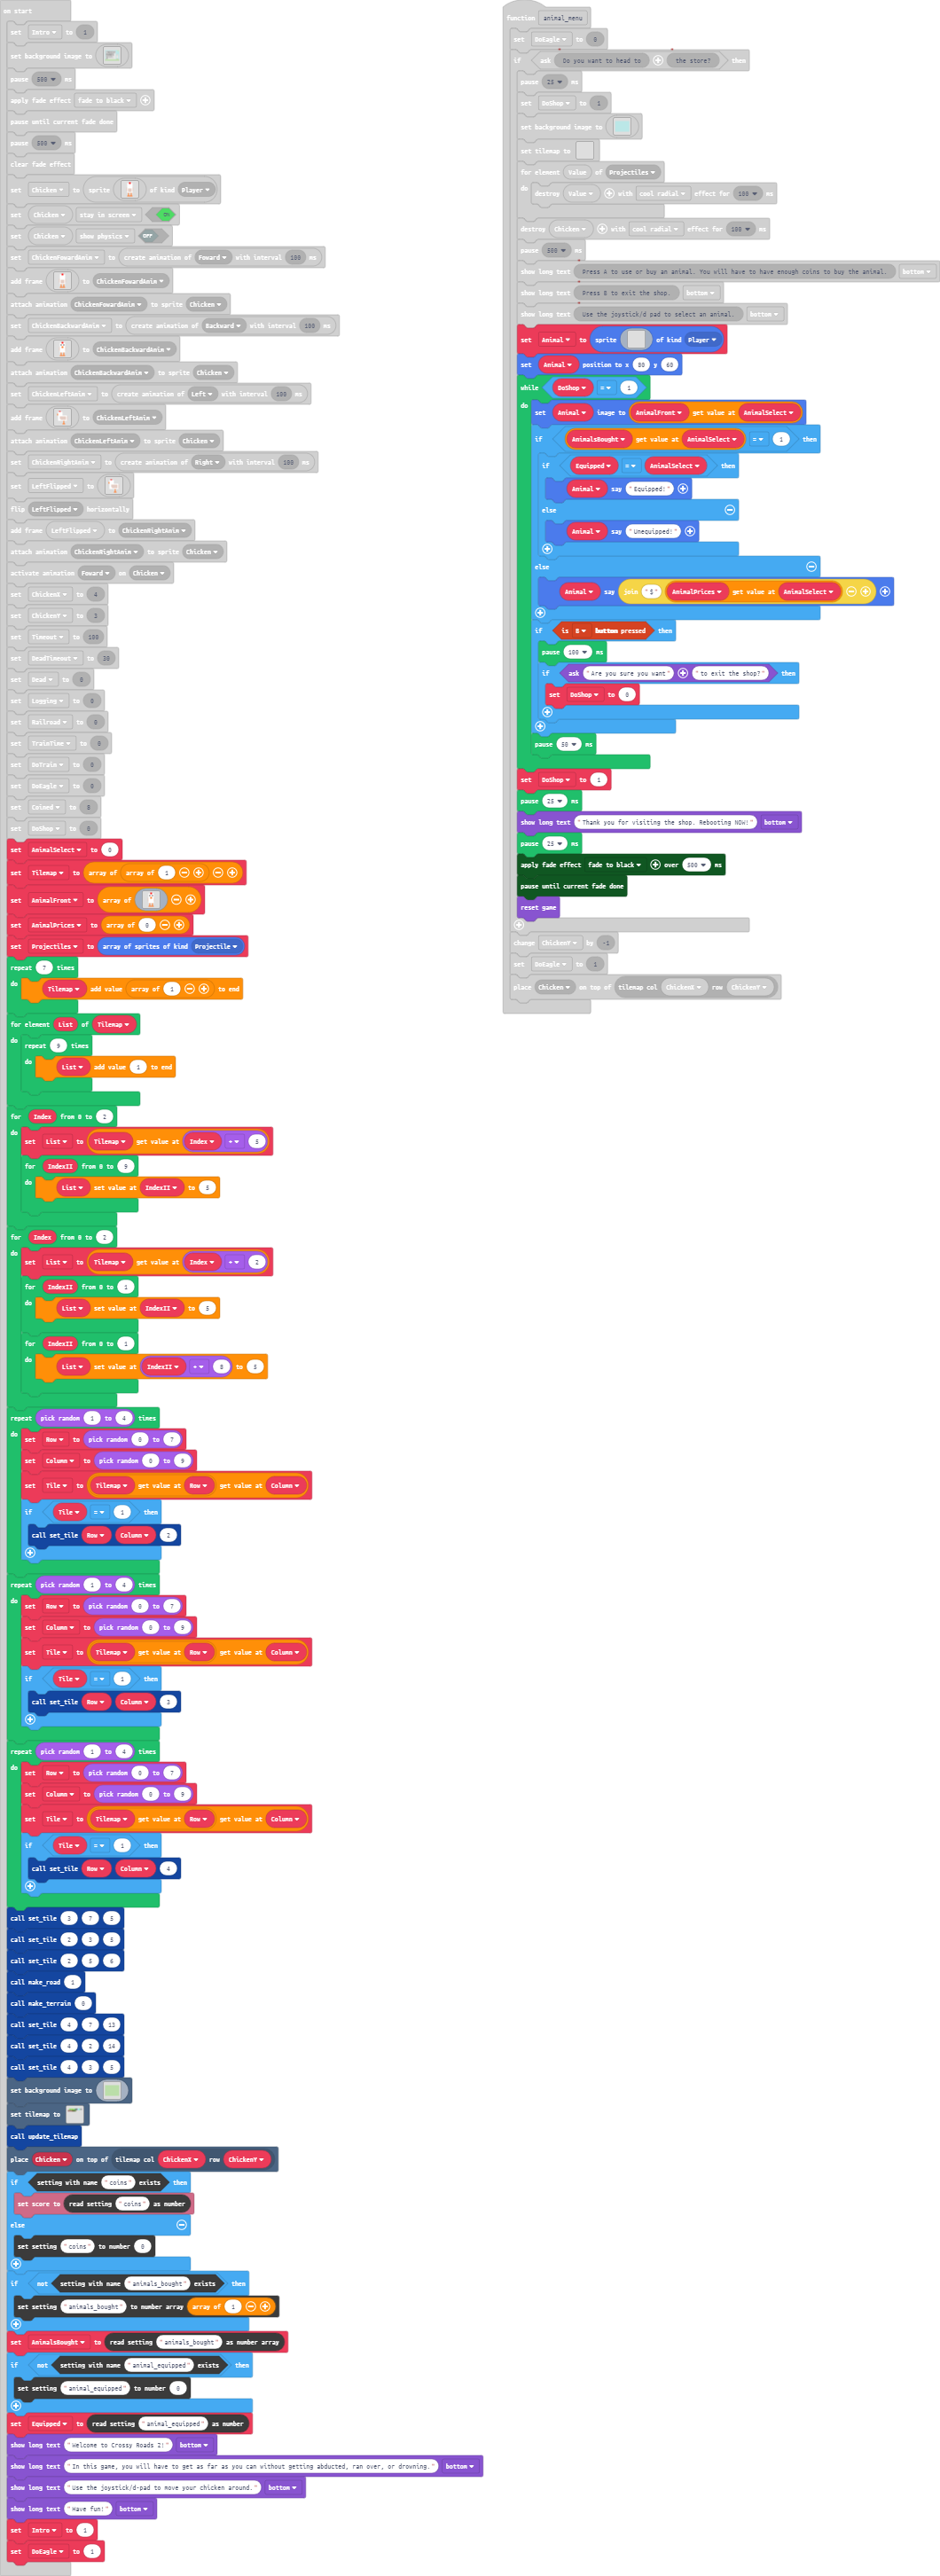 on start
set Intro to 1
set background image to
pause 500 ms
apply fade effect fade to black
pause until current fade done
pause 500 ms
clear fade effect
set Chicken to sprite of kind Player
set Chicken stay in screen ON
set Chicken show physics OFF
set ChickenFowardAnim to create animation of Foward with interval 100 ms
add frame to ChickenFowardAnim
attach animation ChickenFowardAnim to sprite Chicken
set ChickenBackwardAnim to create animation of Backward with interval 100 ms
add frame to ChickenBackwardAnim
attach animation ChickenBackwardAnim to sprite Chicken
set ChickenLeftAnim to create animation of Left with interval 100 ms
add frame to ChickenLeftAnim
attach animation ChickenLeftAnim to sprite Chicken
set ChickenRightAnim to create animation of Right with interval 100 ms
set LeftFlipped to
flip LeftFlipped horizontally
add frame LeftFlipped to ChickenRightAnim
attach animation ChickenRightAnim to sprite Chicken
activate animation Foward on Chicken
set ChickenX to 4
set ChickenY to 3
set Timeout to 100
set DeadTimeout to 30
set Dead to 0
set Logging to 0
set Railroad to 0
set TrainTime to 0
set DoTrain to 0
set DoEagle to 0
set Coined to 0
set DoShop to 0
set AnimalSelect to 0
set Tilemap to array of array of 1
set AnimalFront to array of
set AnimalPrices to array of 0
set Projectiles to array of sprites of kind Projectile
repeat 7 times
do Tilemap add value array of 1 to end
for element List of Tilemap
do repeat 9 times
do List add value 1 to end
for Index from 0 to 2
do set List to Tilemap get value at Index + 5
for IndexII from 0 to 9
do List set value at IndexII to 5
for Index from 0 to 2
do set List to Tilemap get value at Index + 2
for IndexII from 0 to 1
do List set value at IndexII to 5
for IndexII from 0 to 1
do List set value at IndexII + 8 to 5
repeat pick random 1 to 4 times
do set Row to pick random 0 to 7
set Column to pick random 0 to 9
set Tile to Tilemap get value at Row get value at Column
if Tile = 1 then
call set_tile Row Column 2
repeat pick random 1 to 4 times
do set Row to pick random 0 to 7
set Column to pick random 0 to 9
set Tile to Tilemap get value at Row get value at Column
if Tile = 1 then
call set_tile Row Column 3
repeat pick random 1 to 4 times
do set Row to pick random 0 to 7
set Column to pick random 0 to 9
set Tile to Tilemap get value at Row get value at Column
if Tile = 1 then
call set_tile Row Column 4
call set_tile 3 7 5
call set_tile 2 3 5
call set_tile 2 5 6
call make_road 1
call make_terrain 0
call set_tile 4 7 13
call set_tile 4 2 14
call set_tile 4 3 5
set background image to
set tilemap to
call update_tilemap
place Chicken on top of tilemap col ChickenX row ChickenY
if setting with name "coins" exists then
set score to read setting "coins" as number
else
set setting "coins" to number 0
if not setting with name "animals_bought" exists then
set setting "animals_bought" to number array array of 1
set AnimalsBought to read setting "animals_bought" as number array
if not setting with name "animal_equipped" exists then
set setting "animal_equipped" to number 0
set Equipped to read setting "animal_equipped" as number
show long text "Welcome to Crossy Roads 2!" bottom
show long text "In this game, you will have to get as far as you can without getting abducted, ran over, or drowning." bottom
show long text "Use the joystick/d-pad to move your chicken around." bottom
show long text "Have fun!" bottom
set Intro to 1
set DoEagle to 1
function animal_menu
set DoEagle to 0
if ask Do you want to head to the store? then
pause 25 ms
set DoShop to 1
set background image to
set tilemap to
for element Value of Projectiles
do destroy Value with cool radial effect for 100 ms
destroy Chicken with cool radial effect for 100 ms
pause 500 ms
show long text Press A to use or buy an animal. You will have to have enough coins to buy the animal. bottom
show long text Press B to exit the shop. bottom
show long text Use the joystick/d pad to select an animal. bottom
set Animal to sprite of kind Player
set Animal position to x 80 y 60
while DoShop = 1
do set Animal image to AnimalFront get value at AnimalSelect
if AnimalsBought get value at AnimalSelect = 1 then
if Equipped = AnimalSelect then
Animal say "Equipped!"
else
Animal say "Unequipped!"
else
Animal say join "$" AnimalPrices get value at AnimalSelect
if is B button pressed then
pause 100 ms
if ask "Are you sure you want" "to exit the shop?" then
set DoShop to 0
pause 50 ms
set DoShop to 1
pause 25 ms
show long text "Thank you for visiting the shop. Rebooting NOW!" bottom
pause 25 ms
apply fade effect fade to black over 500 ms
pause until current fade done
reset game
change ChickenY by -1
set DoEagle to 1
place Chicken on top of tilemap col ChickenX row ChickenY